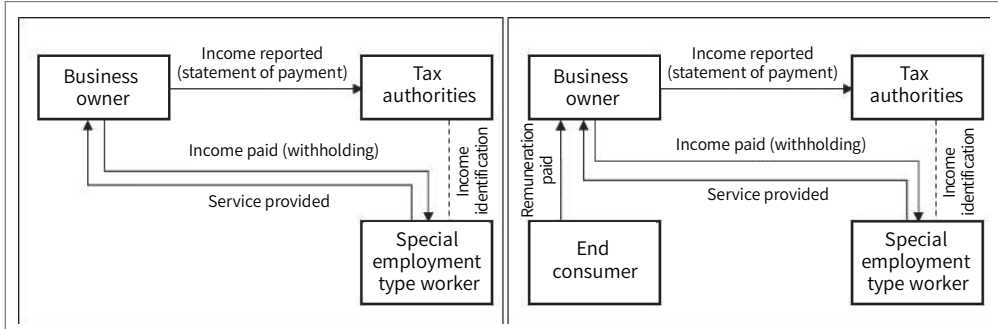 Income reported
(statement of payment)
Business
owner
Tax
authorities
Income paid (withholding)
Service provided
Income
identification
Special
employment
type worker
Income reported
(statement of payment)
Business
owner
Tax
authorities
Remuneration
paid
Income paid (withholding)
Service provided
Income
identification
End
consumer
Special
employment
type worker